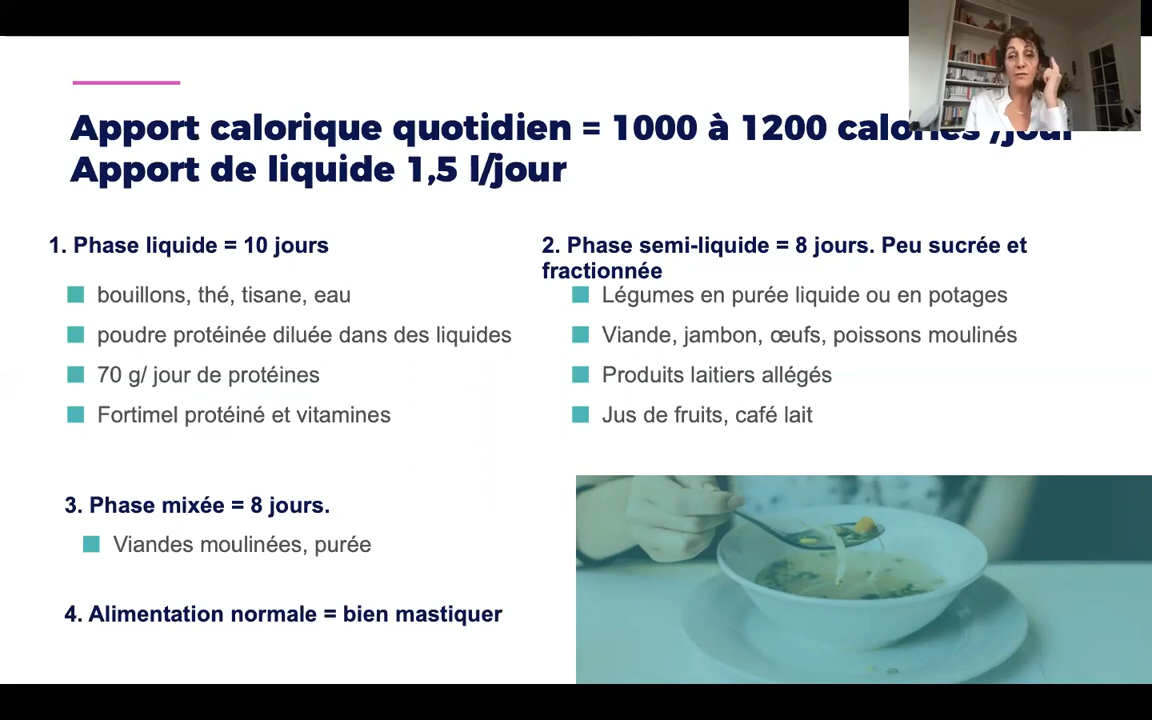 Apport calorique quotidien = 1000 à 1200 calories /jour
Apport de liquide 1,5 l/jour
1. Phase liquide = 10 jours
bouillons, thé, tisane, eau
poudre protéinée diluée dans des liquides
70 g/ jour de protéines
Fortimel protéiné et vitamines
2. Phase semi-liquide = 8 jours. Peu sucrée et
fractionnée
Légumes en purée liquide ou en potages
Viande, jambon, œufs, poissons moulinés
Produits laitiers allégés
Jus de fruits, café lait
3. Phase mixée = 8 jours.
Viandes moulinées, purée
4. Alimentation normale = bien mastiquer